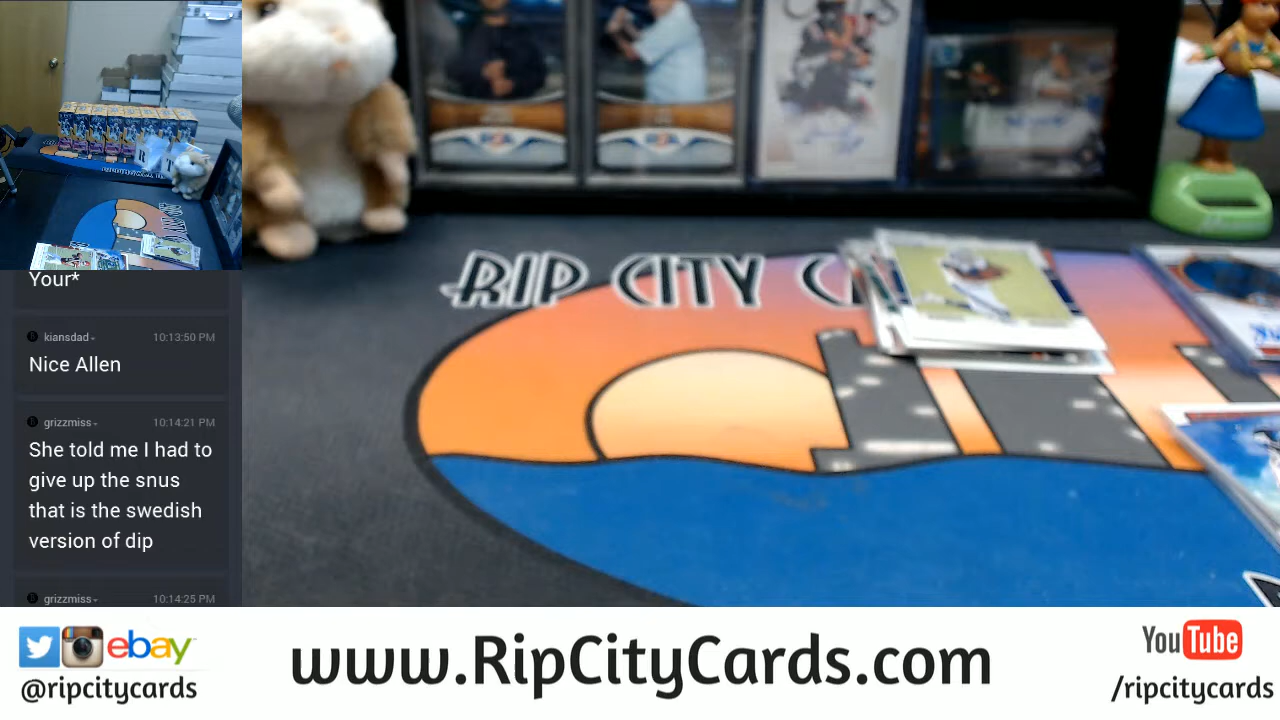 Your*
kiansdad
10:13:50 PM
Nice Allen
grizzmiss
10:14:21 PM
She told me I had to
give up the snus
that is the swedish
version of dip
grizzmiss
10:14:25 PM
RIP CITY C
ebay
@ripcitycards
www.RipCityCards.com
YouTube
/ripcitycards